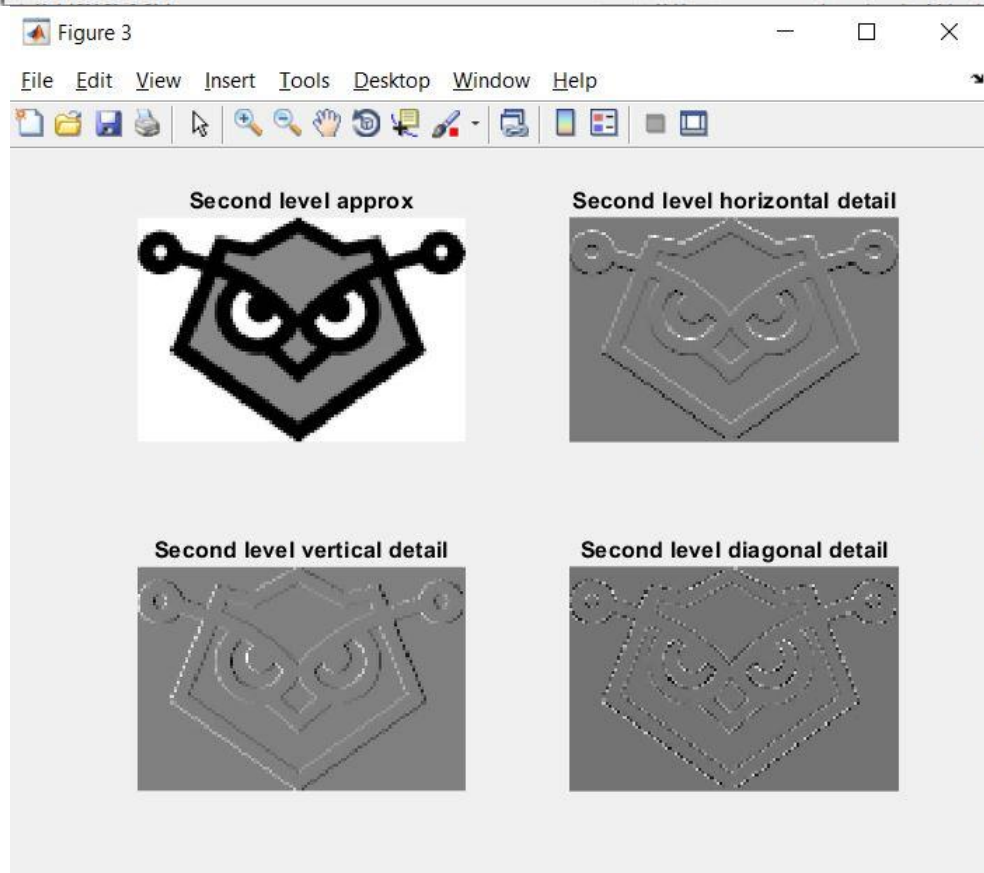 Figure 3
File Edit View Insert Tools Desktop Window Help
Second level approx
Second level horizontal detail
Second level vertical detail
Second level diagonal detail